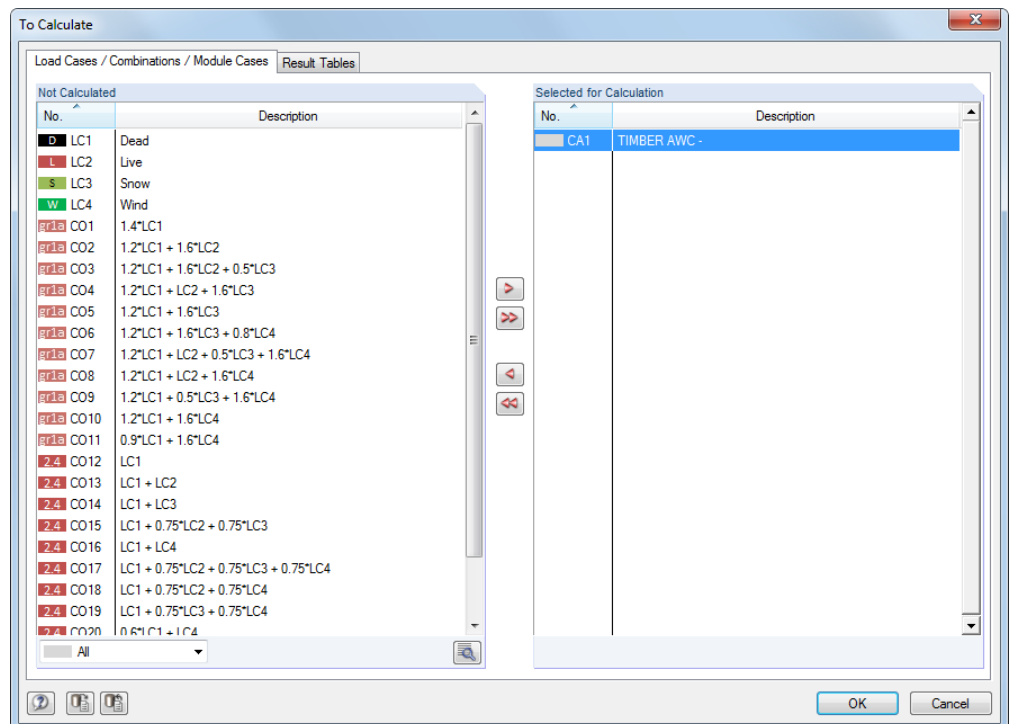 To Calculate
Load Cases / Combinations / Module Cases Result Tables
Not Calculated
No. Description
D LC1 Dead
L LC2 Live
S LC3 Snow
W LC4 Wind
gr1a CO1 1.4*LC1
gr1a CO2 1.2*LC1 + 1.6*LC2
gr1a CO3 1.2*LC1 + 1.6*LC2 + 0.5*LC3
gr1a CO4 1.2*LC1 + LC2 + 1.6*LC3
gr1a CO5 1.2*LC1 + 1.6*LC3
gr1a CO6 1.2*LC1 + 1.6*LC3 + 0.8*LC4
gr1a CO7 1.2*LC1 + LC2 + 0.5*LC3 + 1.6*LC4
gr1a CO8 1.2*LC1 + LC2 + 1.6*LC4
gr1a CO9 1.2*LC1 + 0.5*LC3 + 1.6*LC4
gr1a CO10 1.2*LC1 + 1.6*LC4
gr1a CO11 0.9*LC1 + 1.6*LC4
2.4 CO12 LC1
2.4 CO13 LC1 + LC2
2.4 CO14 LC1 + LC3
2.4 CO15 LC1 + 0.75*LC2 + 0.75*LC3
2.4 CO16 LC1 + LC4
2.4 CO17 LC1 + 0.75*LC2 + 0.75*LC3 + 0.75*LC4
2.4 CO18 LC1 + 0.75*LC2 + 0.75*LC4
2.4 CO19 LC1 + 0.75*LC3 + 0.75*LC4
2.4 CO20 0.6*LC1 + LC4
All
Selected for Calculation
No. Description
CA1 TIMBER AWC -
OK Cancel